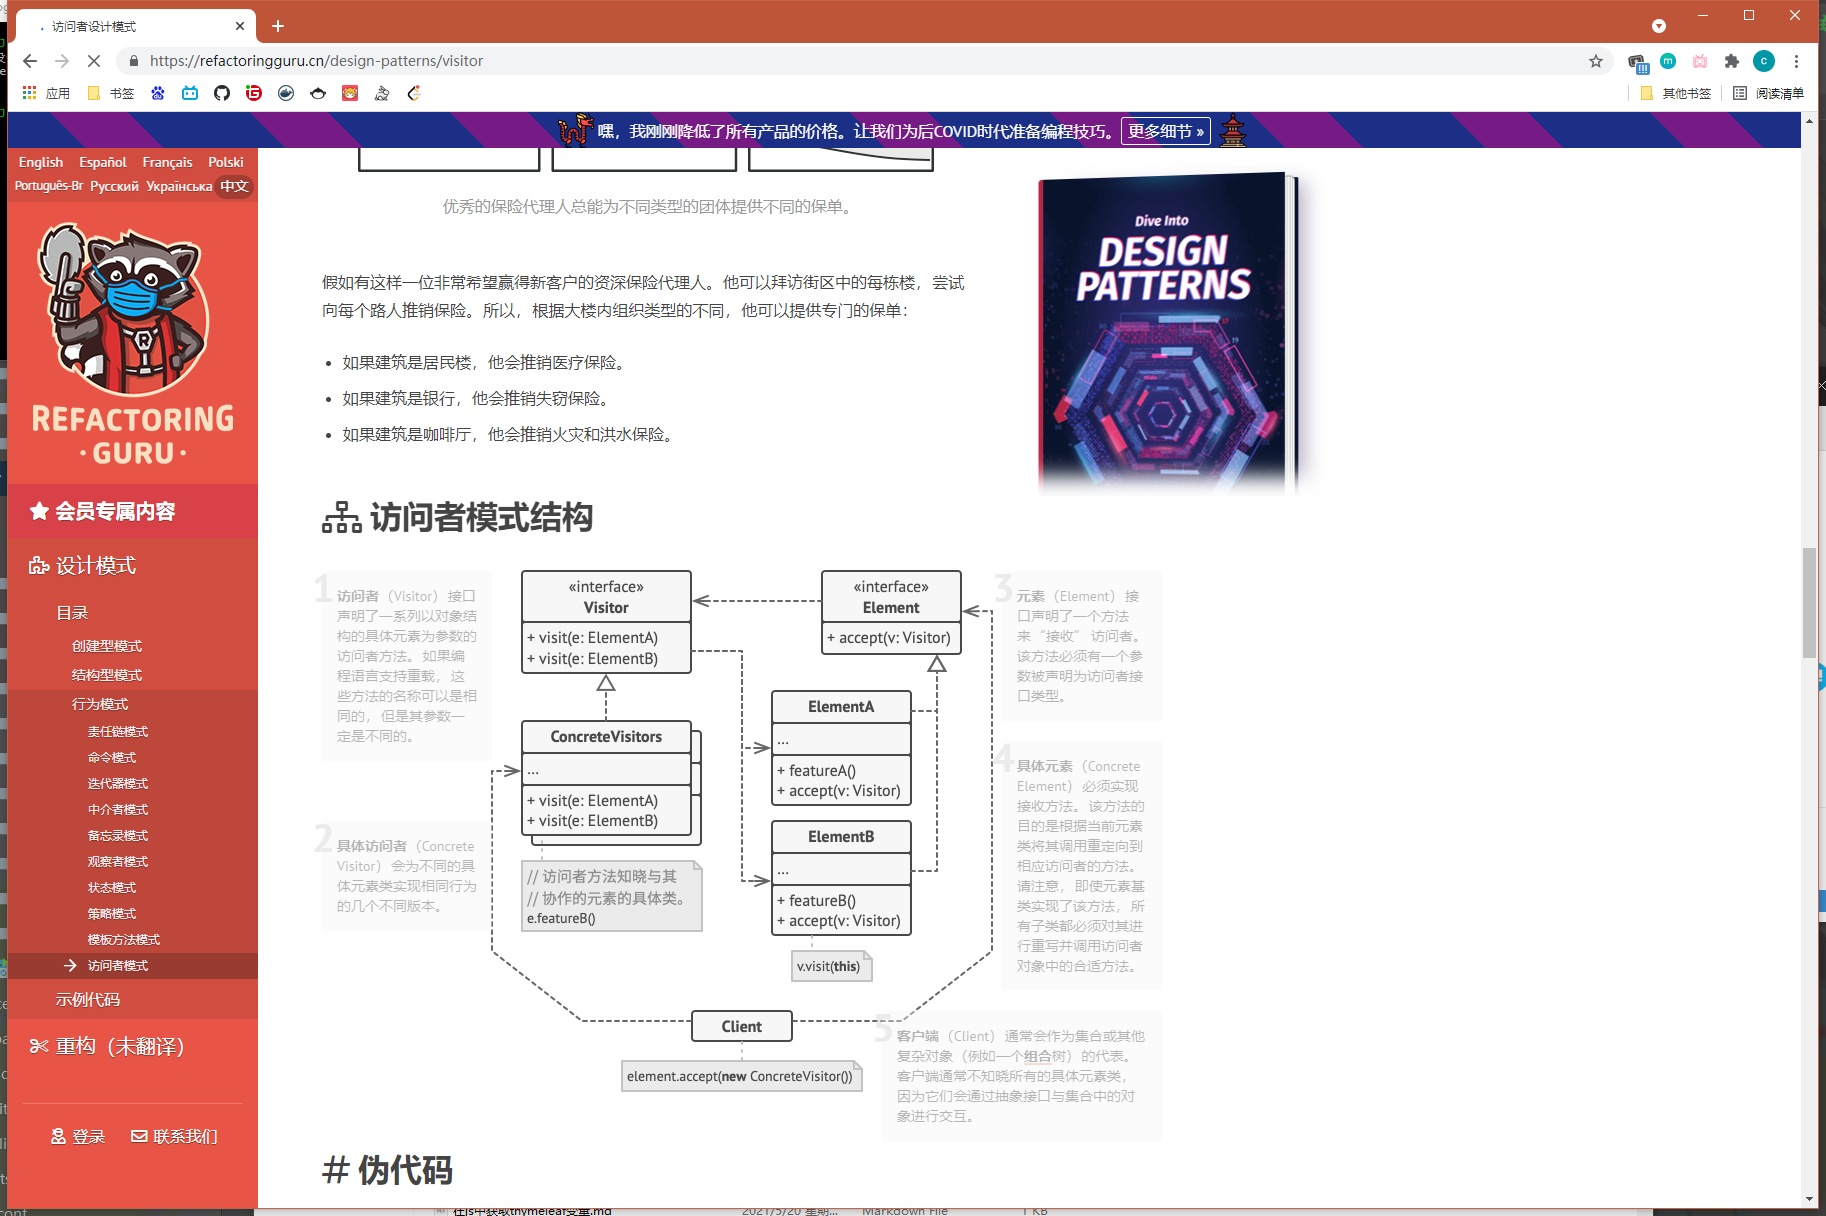 访问者设计模式
https://refactoringguru.cn/design-patterns/visitor
应用
书签
其他书签
阅读清单
嘿，我刚刚降低了所有产品的价格。让我们为后COVID时代准备编程技巧。
更多细节 »
English Español Français Polski
Português-Br Русский Українська 中文
REFACTORING
·GURU·
会员专属内容
设计模式
目录
创建型模式
结构型模式
行为模式
责任链模式
命令模式
迭代器模式
中介者模式
备忘录模式
观察者模式
状态模式
策略模式
模板方法模式
访问者模式
示例代码
重构（未翻译）
登录
联系我们
优秀的保险代理人总能为不同类型的团体提供不同的保单。
假如有这样一位非常希望赢得新客户的资深保险代理人。他可以拜访街区中的每栋楼，尝试
向每个路人推销保险。所以，根据大楼内组织类型的不同，他可以提供专门的保单：
• 如果建筑是居民楼，他会推销医疗保险。
• 如果建筑是银行，他会推销失窃保险。
• 如果建筑是咖啡厅，他会推销火灾和洪水保险。
Dive Into
DESIGN
PATTERNS
访问者模式结构
1
访问者（Visitor）接口
声明了一系列以对象结
构的具体元素为参数的
访问者方法。如果编
程语言支持重载，这
些方法的名称可以是相
同的，但是其参数一
定是不同的。
2
具体访问者（Concrete
Visitor）会为不同的具
体元素类实现相同行为
的几个不同版本。
«interface»
Visitor
+ visit(e: ElementA)
+ visit(e: ElementB)
ConcreteVisitors
...
+ visit(e: ElementA)
+ visit(e: ElementB)
// 访问者方法知晓与其
// 协作的元素的具体类。
e.featureB()
«interface»
Element
+ accept(v: Visitor)
ElementA
...
+ featureA()
+ accept(v: Visitor)
ElementB
...
+ featureB()
+ accept(v: Visitor)
v.visit(this)
Client
element.accept(new ConcreteVisitor())
3
元素（Element）接
口声明了一个方法
来“接收”访问者。
该方法必须有一个参
数被声明为访问者接
口类型。
4
具体元素（Concrete
Element）必须实现
接收方法。该方法的
目的是根据当前元素
类将其调用重定向到
相应访问者的方法。
请注意，即使元素基
类实现了该方法，所
有子类都必须对其进
行重写并调用访问者
对象中的合适方法。
5
客户端（Client）通常会作为集合或其他
复杂对象（例如一个组合树）的代表。
客户端通常不知晓所有的具体元素类，
因为它们会通过抽象接口与集合中的对
象进行交互。
# 伪代码
在js中获取thymeleaf变量.md
2021/5/20 星期...
Markdown File
1 KB